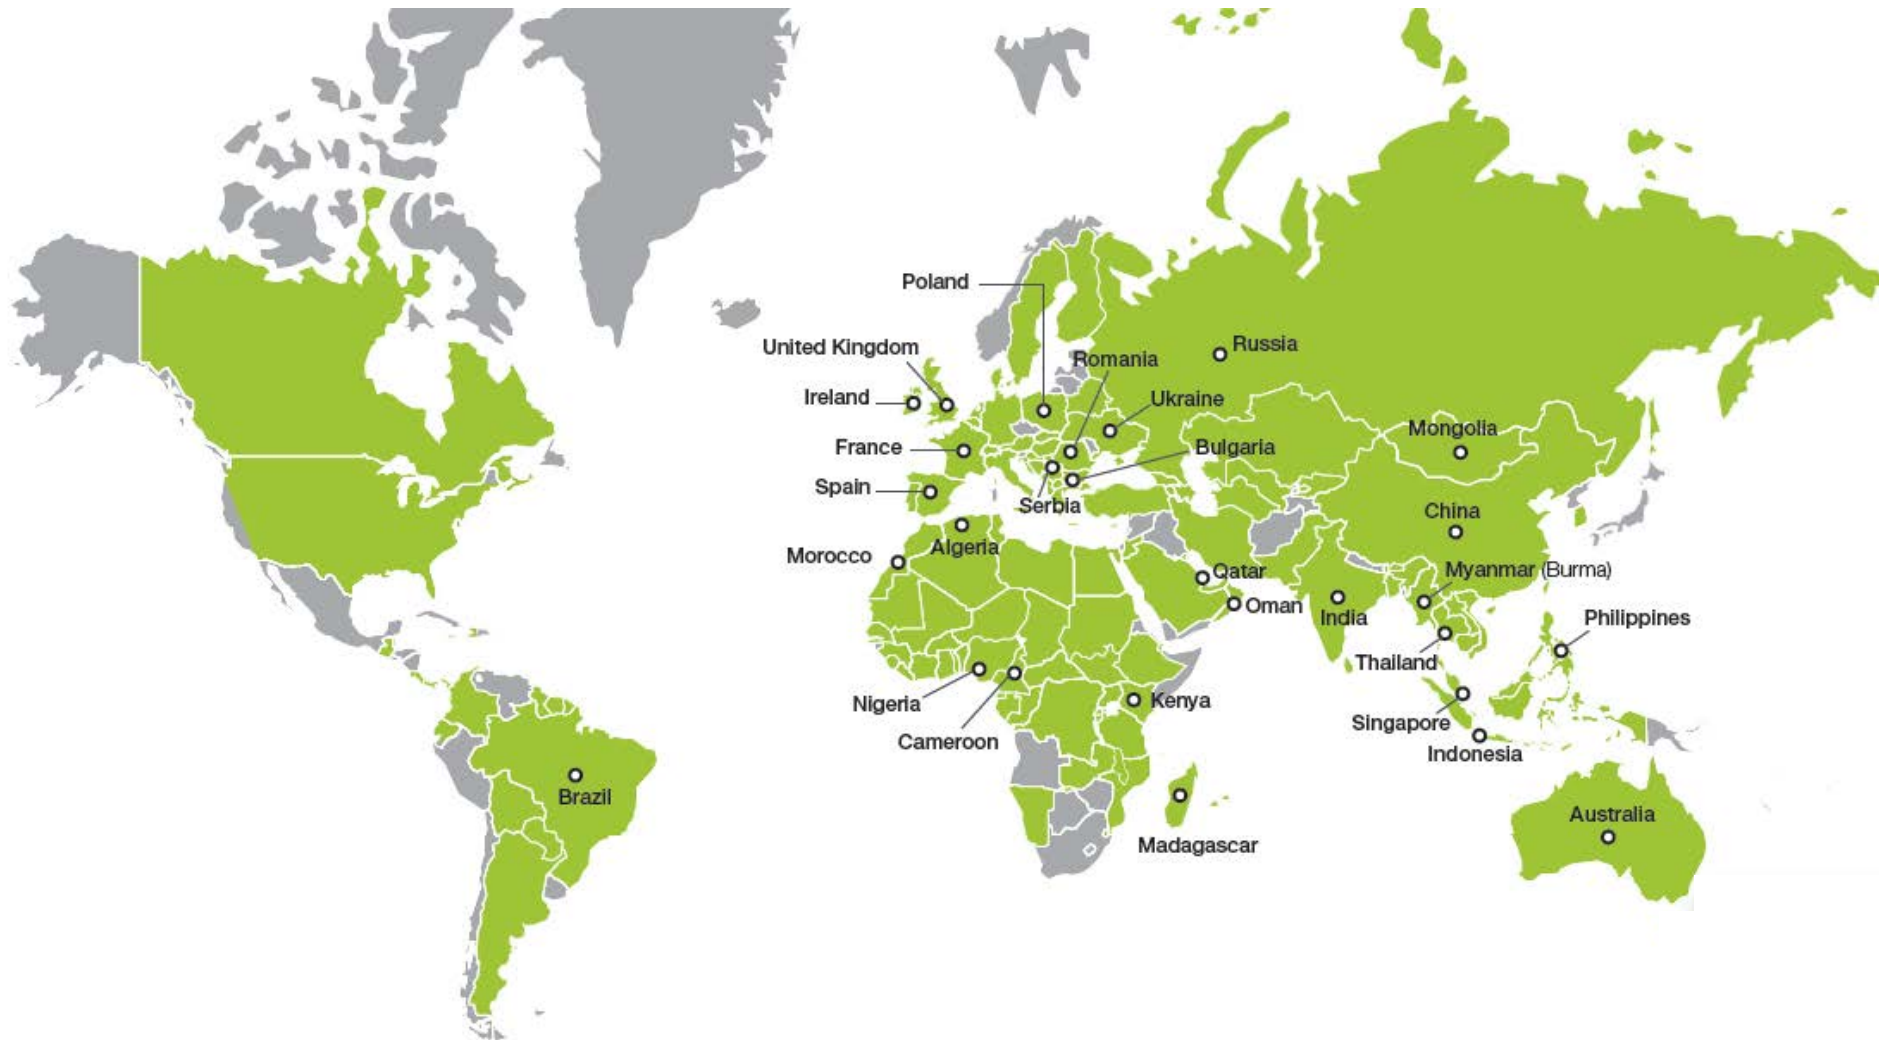 Poland
United Kingdom
Russia
Romania
Ireland
Ukraine
Mongolia
France
Bulgaria
Spain
Serbia
China
Algeria
Morocco
Qatar
Myanmar (Burma)
Oman
India
Philippines
Thailand
Nigeria
Kenya
Singapore
Cameroon
Indonesia
Brazil
Australia
Madagascar